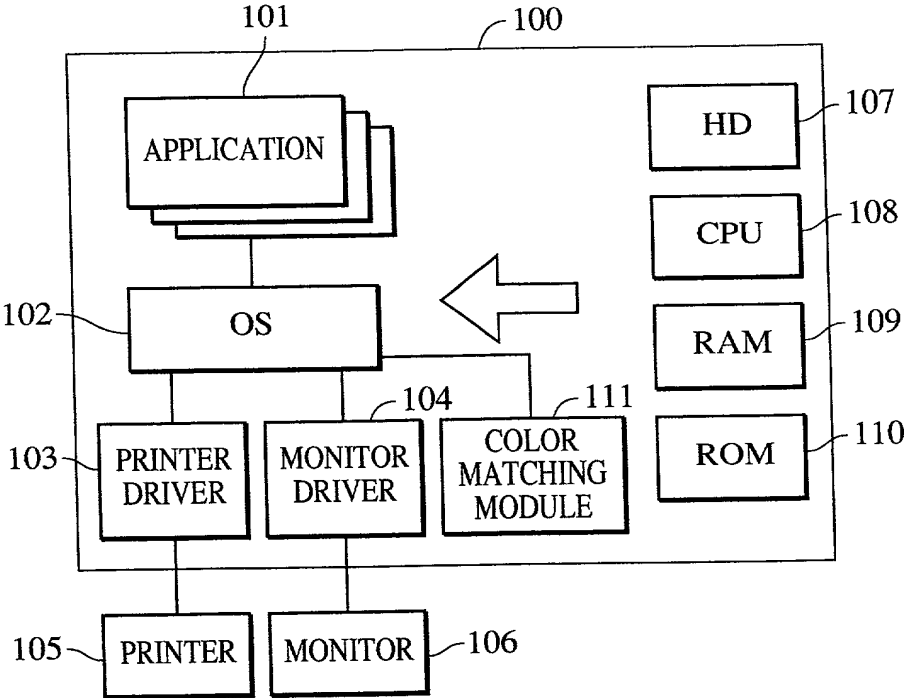 101
100
APPLICATION
HD
107
CPU
108
102
OS
RAM
109
104
111
103
PRINTER
DRIVER
MONITOR
DRIVER
COLOR
MATCHING
MODULE
ROM
110
105
PRINTER
MONITOR
106